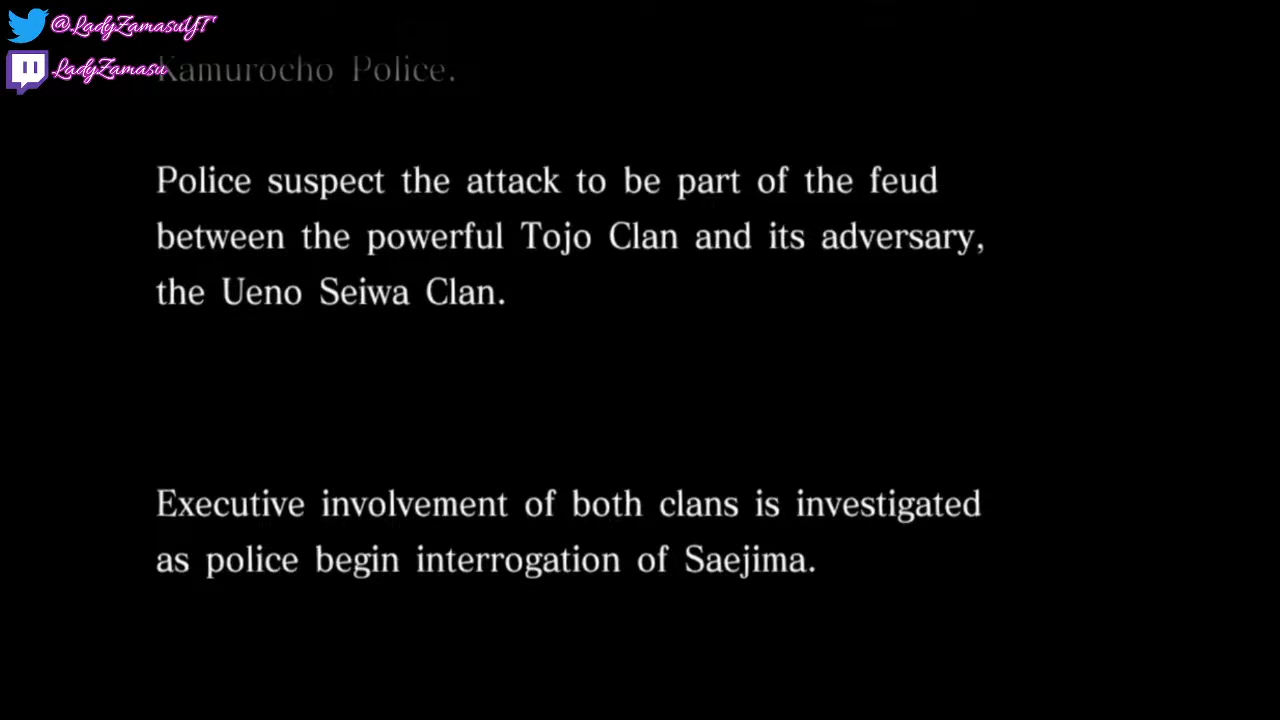 @LadyZamasuYT
LadyZamasu
Kamurocho Police.
Police suspect the attack to be part of the feud
between the powerful Tojo Clan and its adversary,
the Ueno Seiwa Clan.
Executive involvement of both clans is investigated
as police begin interrogation of Saejima.